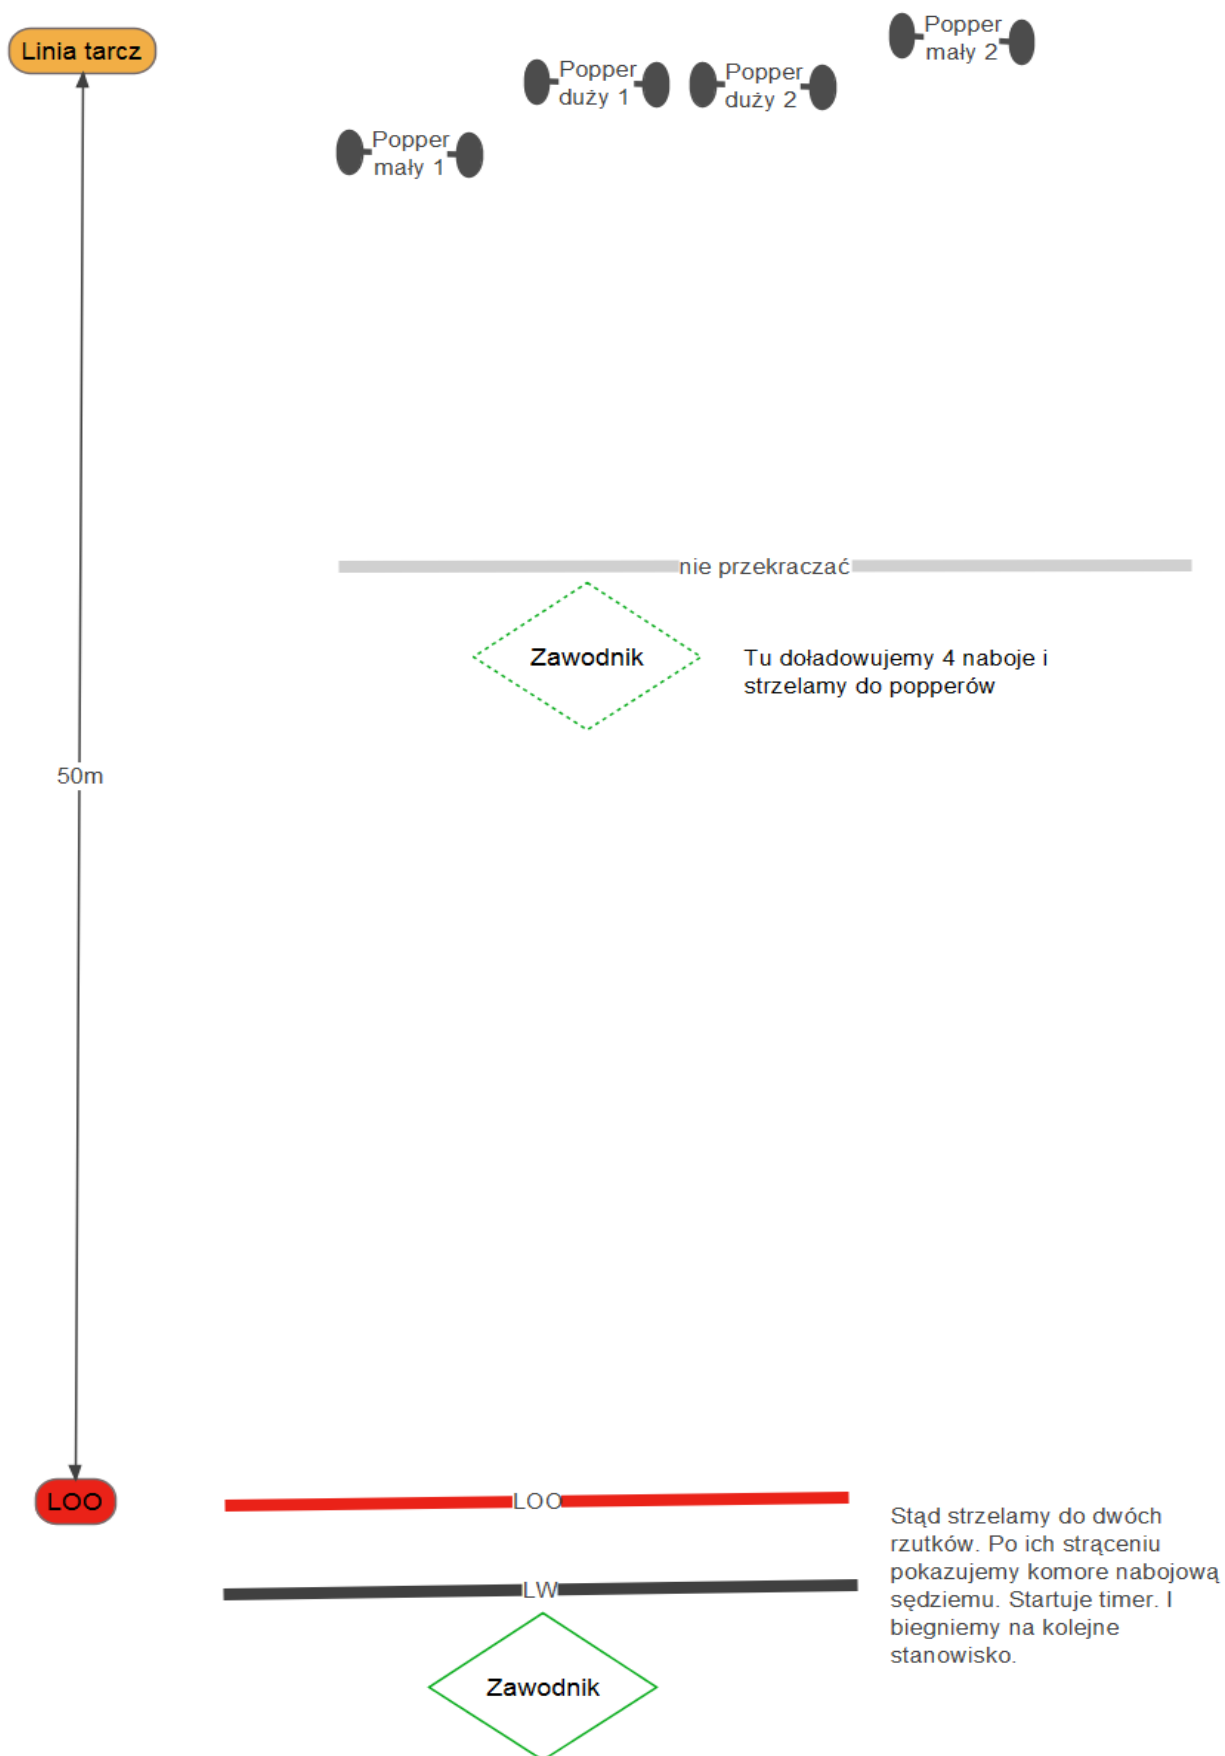 Linia tarcz
Popper
mały 2
Popper
duży 1
Popper
duży 2
Popper
mały 1
nie przekraczać
Zawodnik
Tu doładowujemy 4 naboje i
strzelamy do popperów
50m
LOO
LOO
Stąd strzelamy do dwóch
rzutków. Po ich strąceniu
pokazujemy komore nabojową
sędziemu. Startuje timer. I
biegniemy na kolejne
stanowisko.
LW
Zawodnik